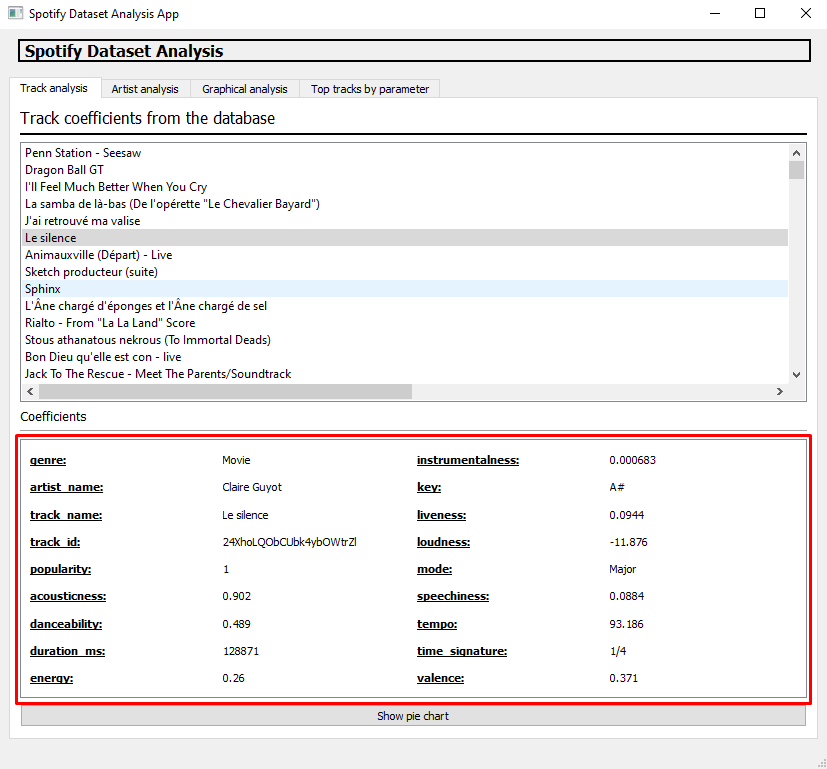 Spotify Dataset Analysis App
Spotify Dataset Analysis
Track analysis Artist analysis Graphical analysis Top tracks by parameter
Track coefficients from the database
Penn Station - Seesaw
Dragon Ball GT
I'll Feel Much Better When You Cry
La samba de là-bas (De l'opérette "Le Chevalier Bayard")
J'ai retrouvé ma valise
Le silence
Animauxville (Départ) - Live
Sketch producteur (suite)
Sphinx
L'Âne chargé d'éponges et l'Âne chargé de sel
Rialto - From "La La Land" Score
Stous athanatous nekrous (To Immortal Deads)
Bon Dieu qu'elle est con - live
Jack To The Rescue - Meet The Parents/Soundtrack
Coefficients
genre: Movie instrumentalness: 0.000683
artist_name: Claire Guyot key: A#
track_name: Le silence liveness: 0.0944
track_id: 24XhoLQObCUbk4ybOWtrZl loudness: -11.876
popularity: 1 mode: Major
acousticness: 0.902 speechiness: 0.0884
danceability: 0.489 tempo: 93.186
duration_ms: 128871 time_signature: 1/4
energy: 0.26 valence: 0.371
Show pie chart